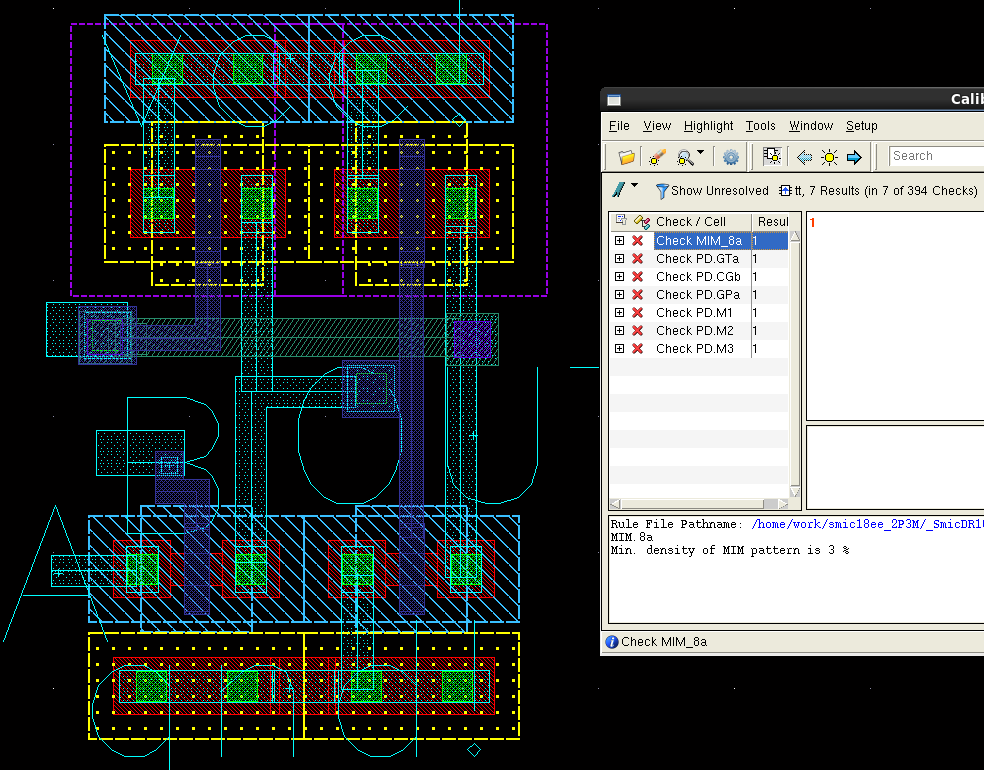 Calib
File View Highlight Tools Window Setup
Search
Show Unresolved tt, 7 Results (in 7 of 394 Checks)
Check / Cell Resul
Check MIM_8a 1
Check PD.GTa 1
Check PD.CGb 1
Check PD.GPa 1
Check PD.M1 1
Check PD.M2 1
Check PD.M3 1
1
Rule File Pathname: /home/work/smic18ee_2P3M/_SmicDR1
MIM.8a
Min. density of MIM pattern is 3 %
Check MIM_8a
B
A